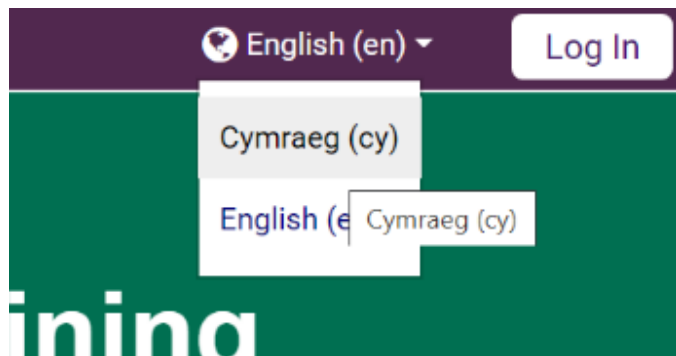 English (en)
Log In
Cymraeg (cy)
English (e
Cymraeg (cy)
ining